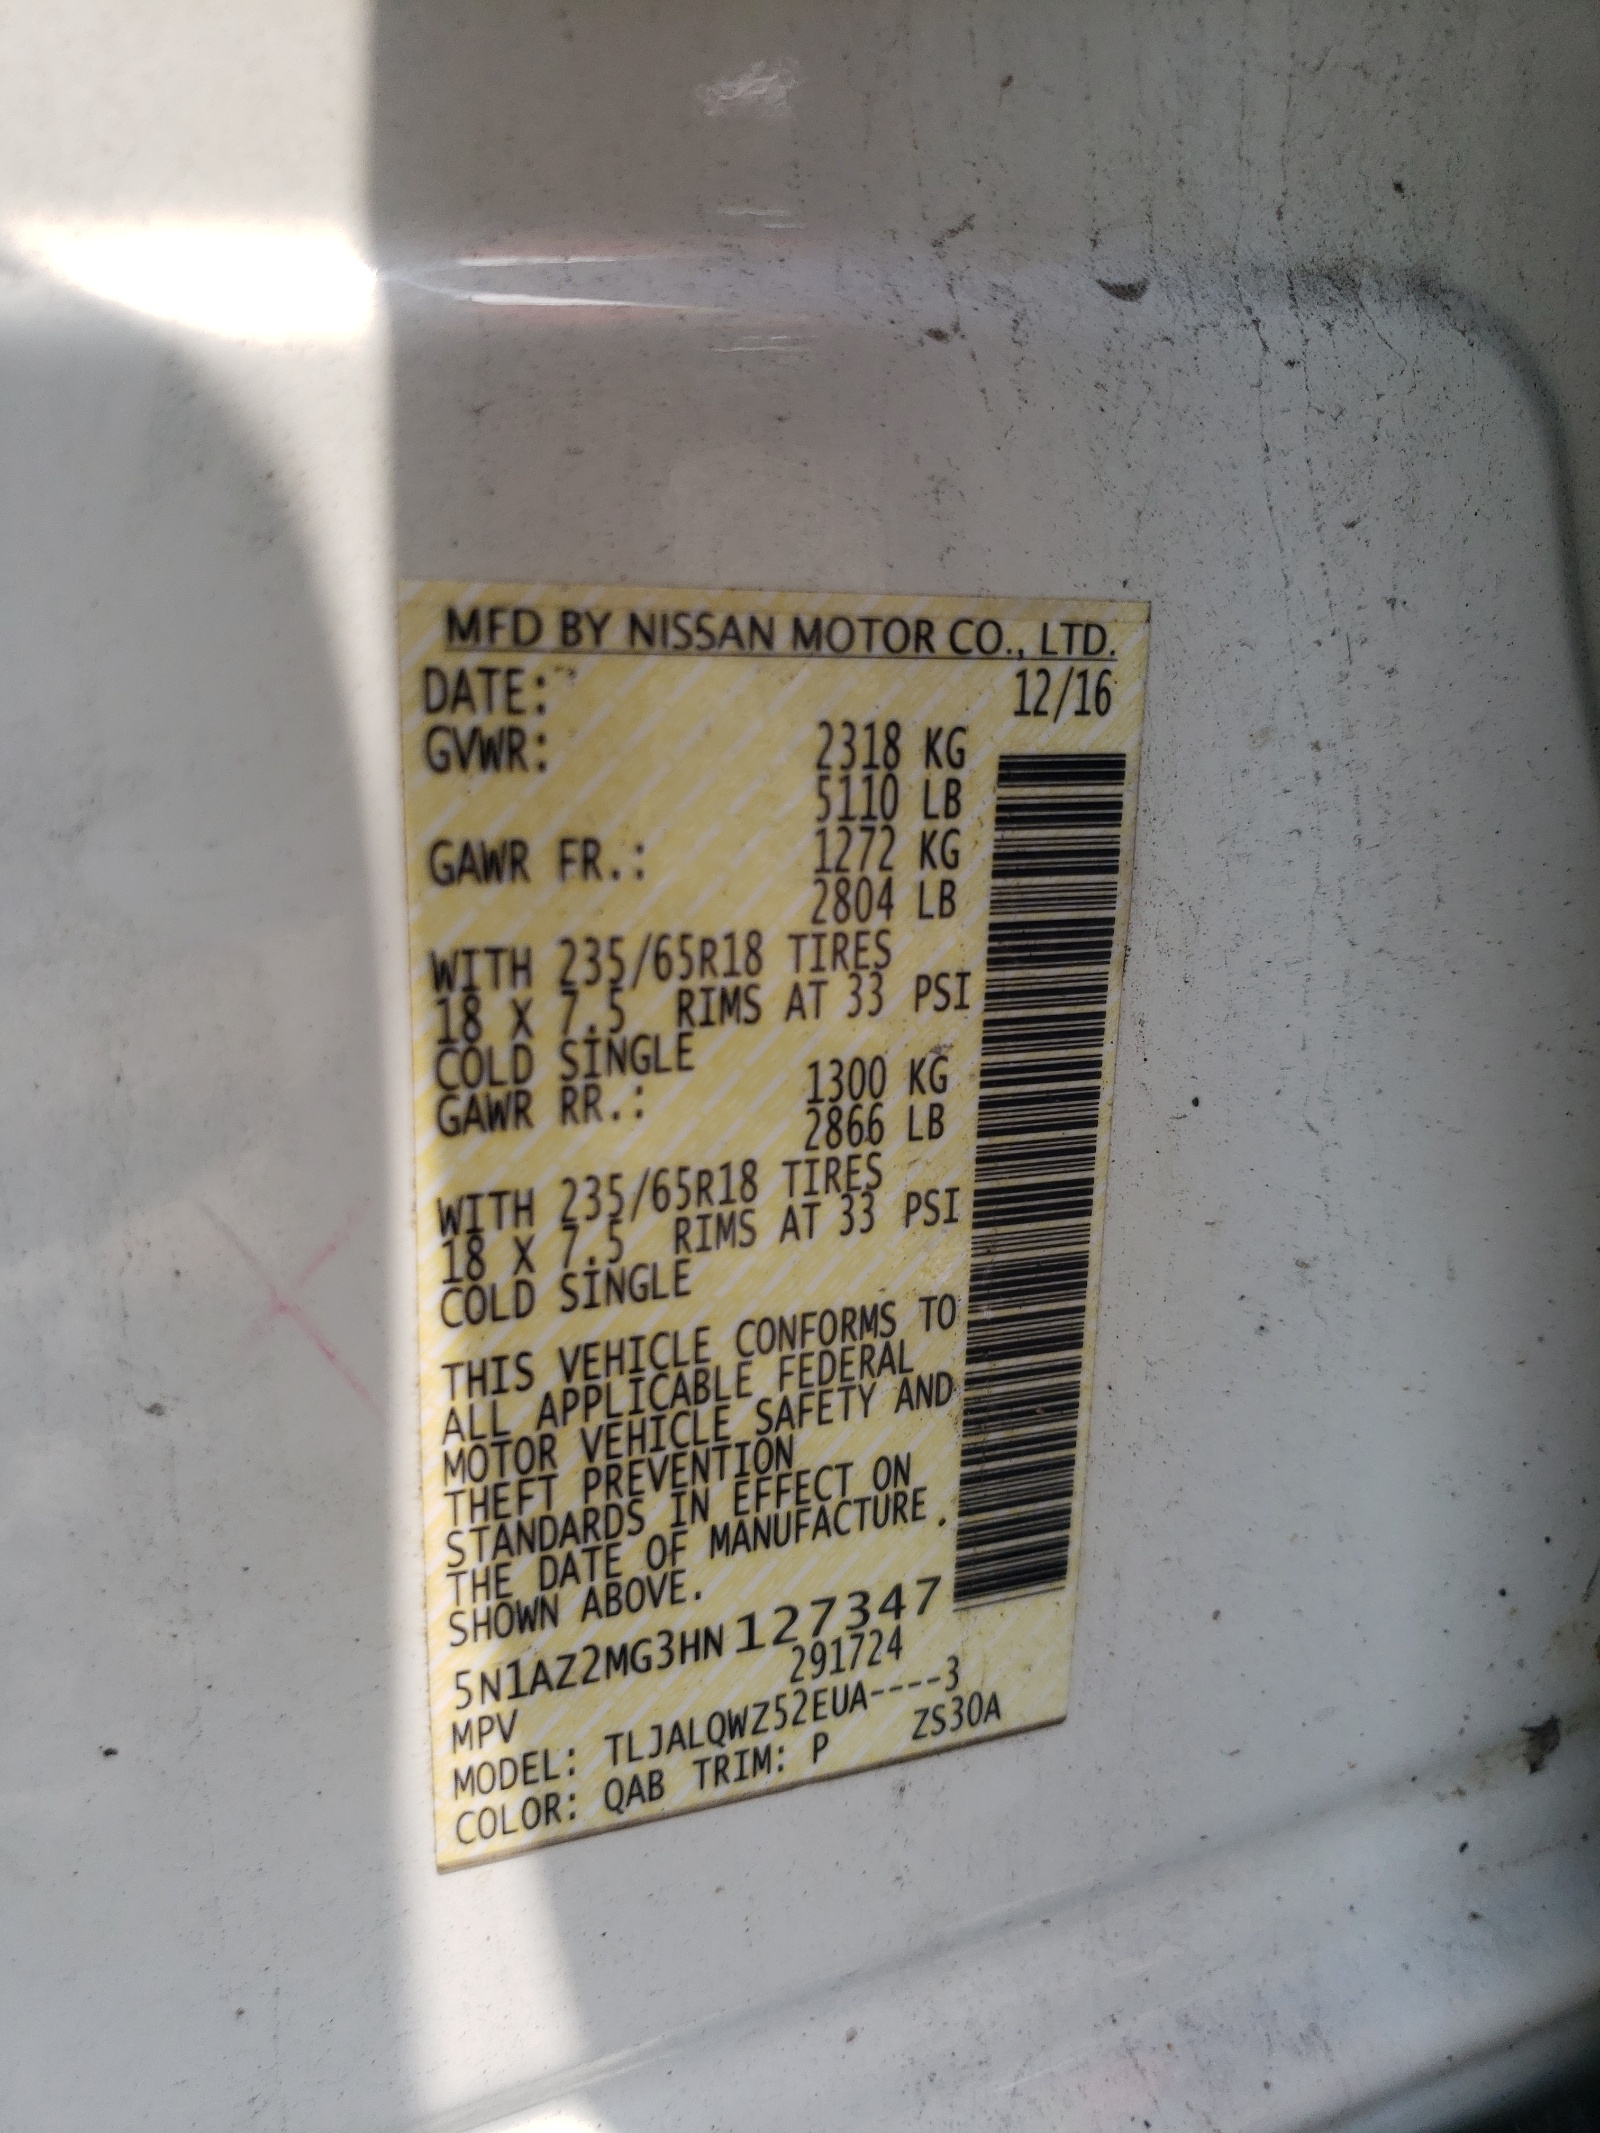 MFD BY NISSAN MOTOR CO., LTD.
DATE: 12/16
GVWR: 2318 KG
5110 LB
GAWR FR.: 1272 KG
2804 LB
WITH 235/65R18 TIRES
18 X 7.5 RIMS AT 33 PSI
COLD SINGLE
GAWR RR.: 1300 KG
2866 LB
WITH 235/65R18 TIRES
18 X 7.5 RIMS AT 33 PSI
COLD SINGLE
THIS VEHICLE CONFORMS TO
ALL APPLICABLE FEDERAL
MOTOR VEHICLE SAFETY AND
THEFT PREVENTION
STANDARDS IN EFFECT ON
THE DATE OF MANUFACTURE .
SHOWN ABOVE.
5N1AZ2MG3HN127347
MPV 291724
MODEL: TLJALQWZ52EUA----3
COLOR: QAB TRIM: P ZS30A